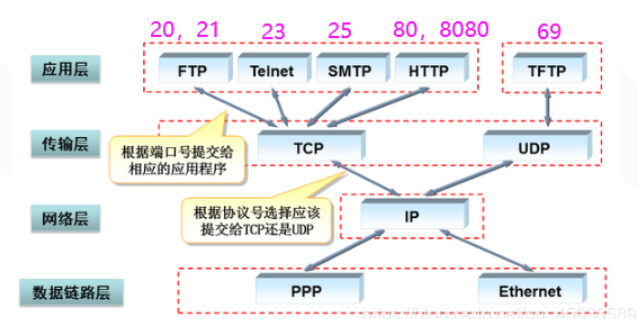 20，21 23 25 80，8080 69
应用层 FTP Telnet SMTP HTTP TFTP
传输层 TCP UDP
根据端口号提交给
相应的应用程序
网络层 IP
根据协议号选择应该
提交给TCP还是UDP
数据链路层 PPP Ethernet